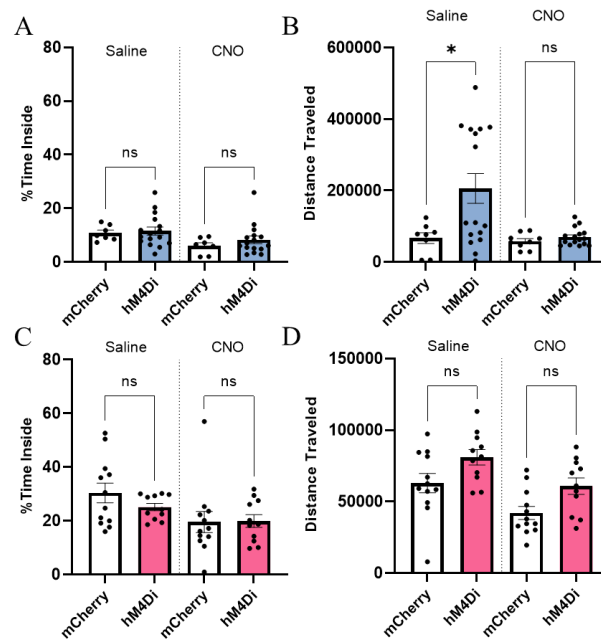 A
Saline
CNO
% Time Inside
80
60
40
20
0
ns
ns
mCherry
hM4Di
mCherry
hM4Di
B
Saline
CNO
Distance Traveled
600000
400000
200000
0
*
ns
mCherry
hM4Di
mCherry
hM4Di
C
Saline
CNO
% Time Inside
80
60
40
20
0
ns
ns
mCherry
hM4Di
mCherry
hM4Di
D
Saline
CNO
Distance Traveled
150000
100000
50000
0
ns
ns
mCherry
hM4Di
mCherry
hM4Di